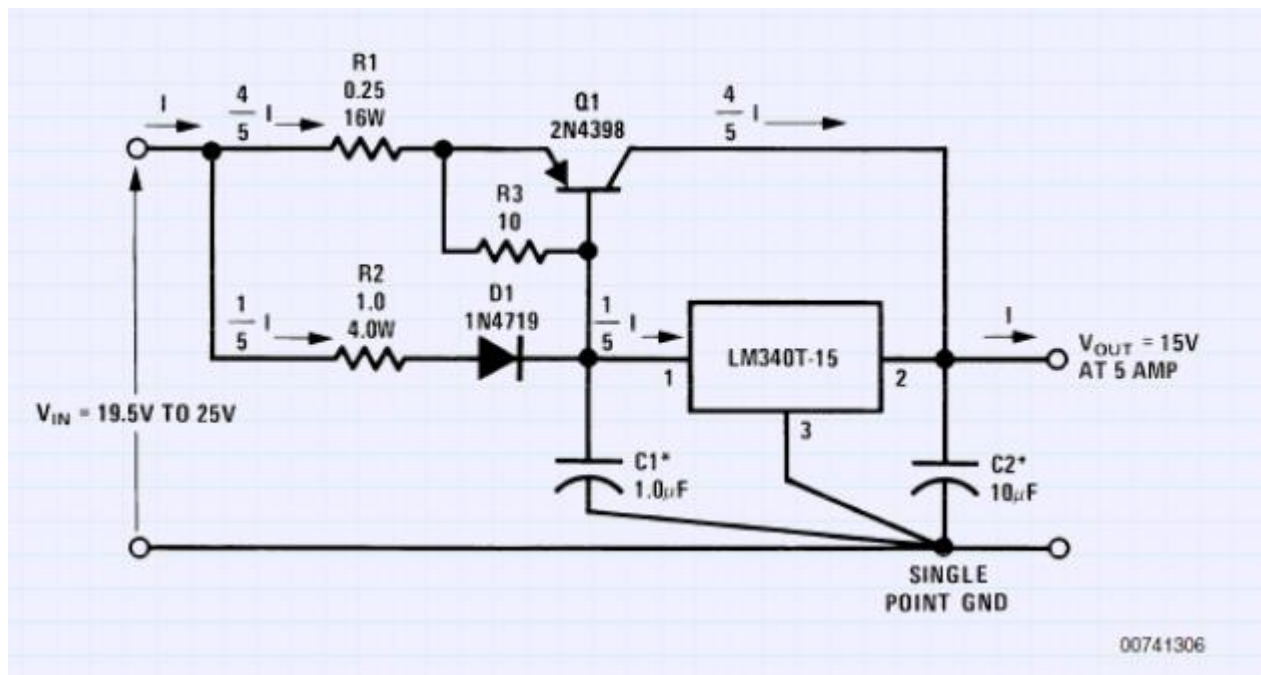 R1
0.25
16W
I
4
5
I
Q1
2N4398
4
5
I
R3
10
R2
1.0
4.0W
D1
1N4719
1
5
I
1
5
I
LM340T-15
1
2
3
I
V_OUT = 15V
AT 5 AMP
V_IN = 19.5V TO 25V
C1*
1.0μF
C2*
10μF
SINGLE
POINT GND
00741306